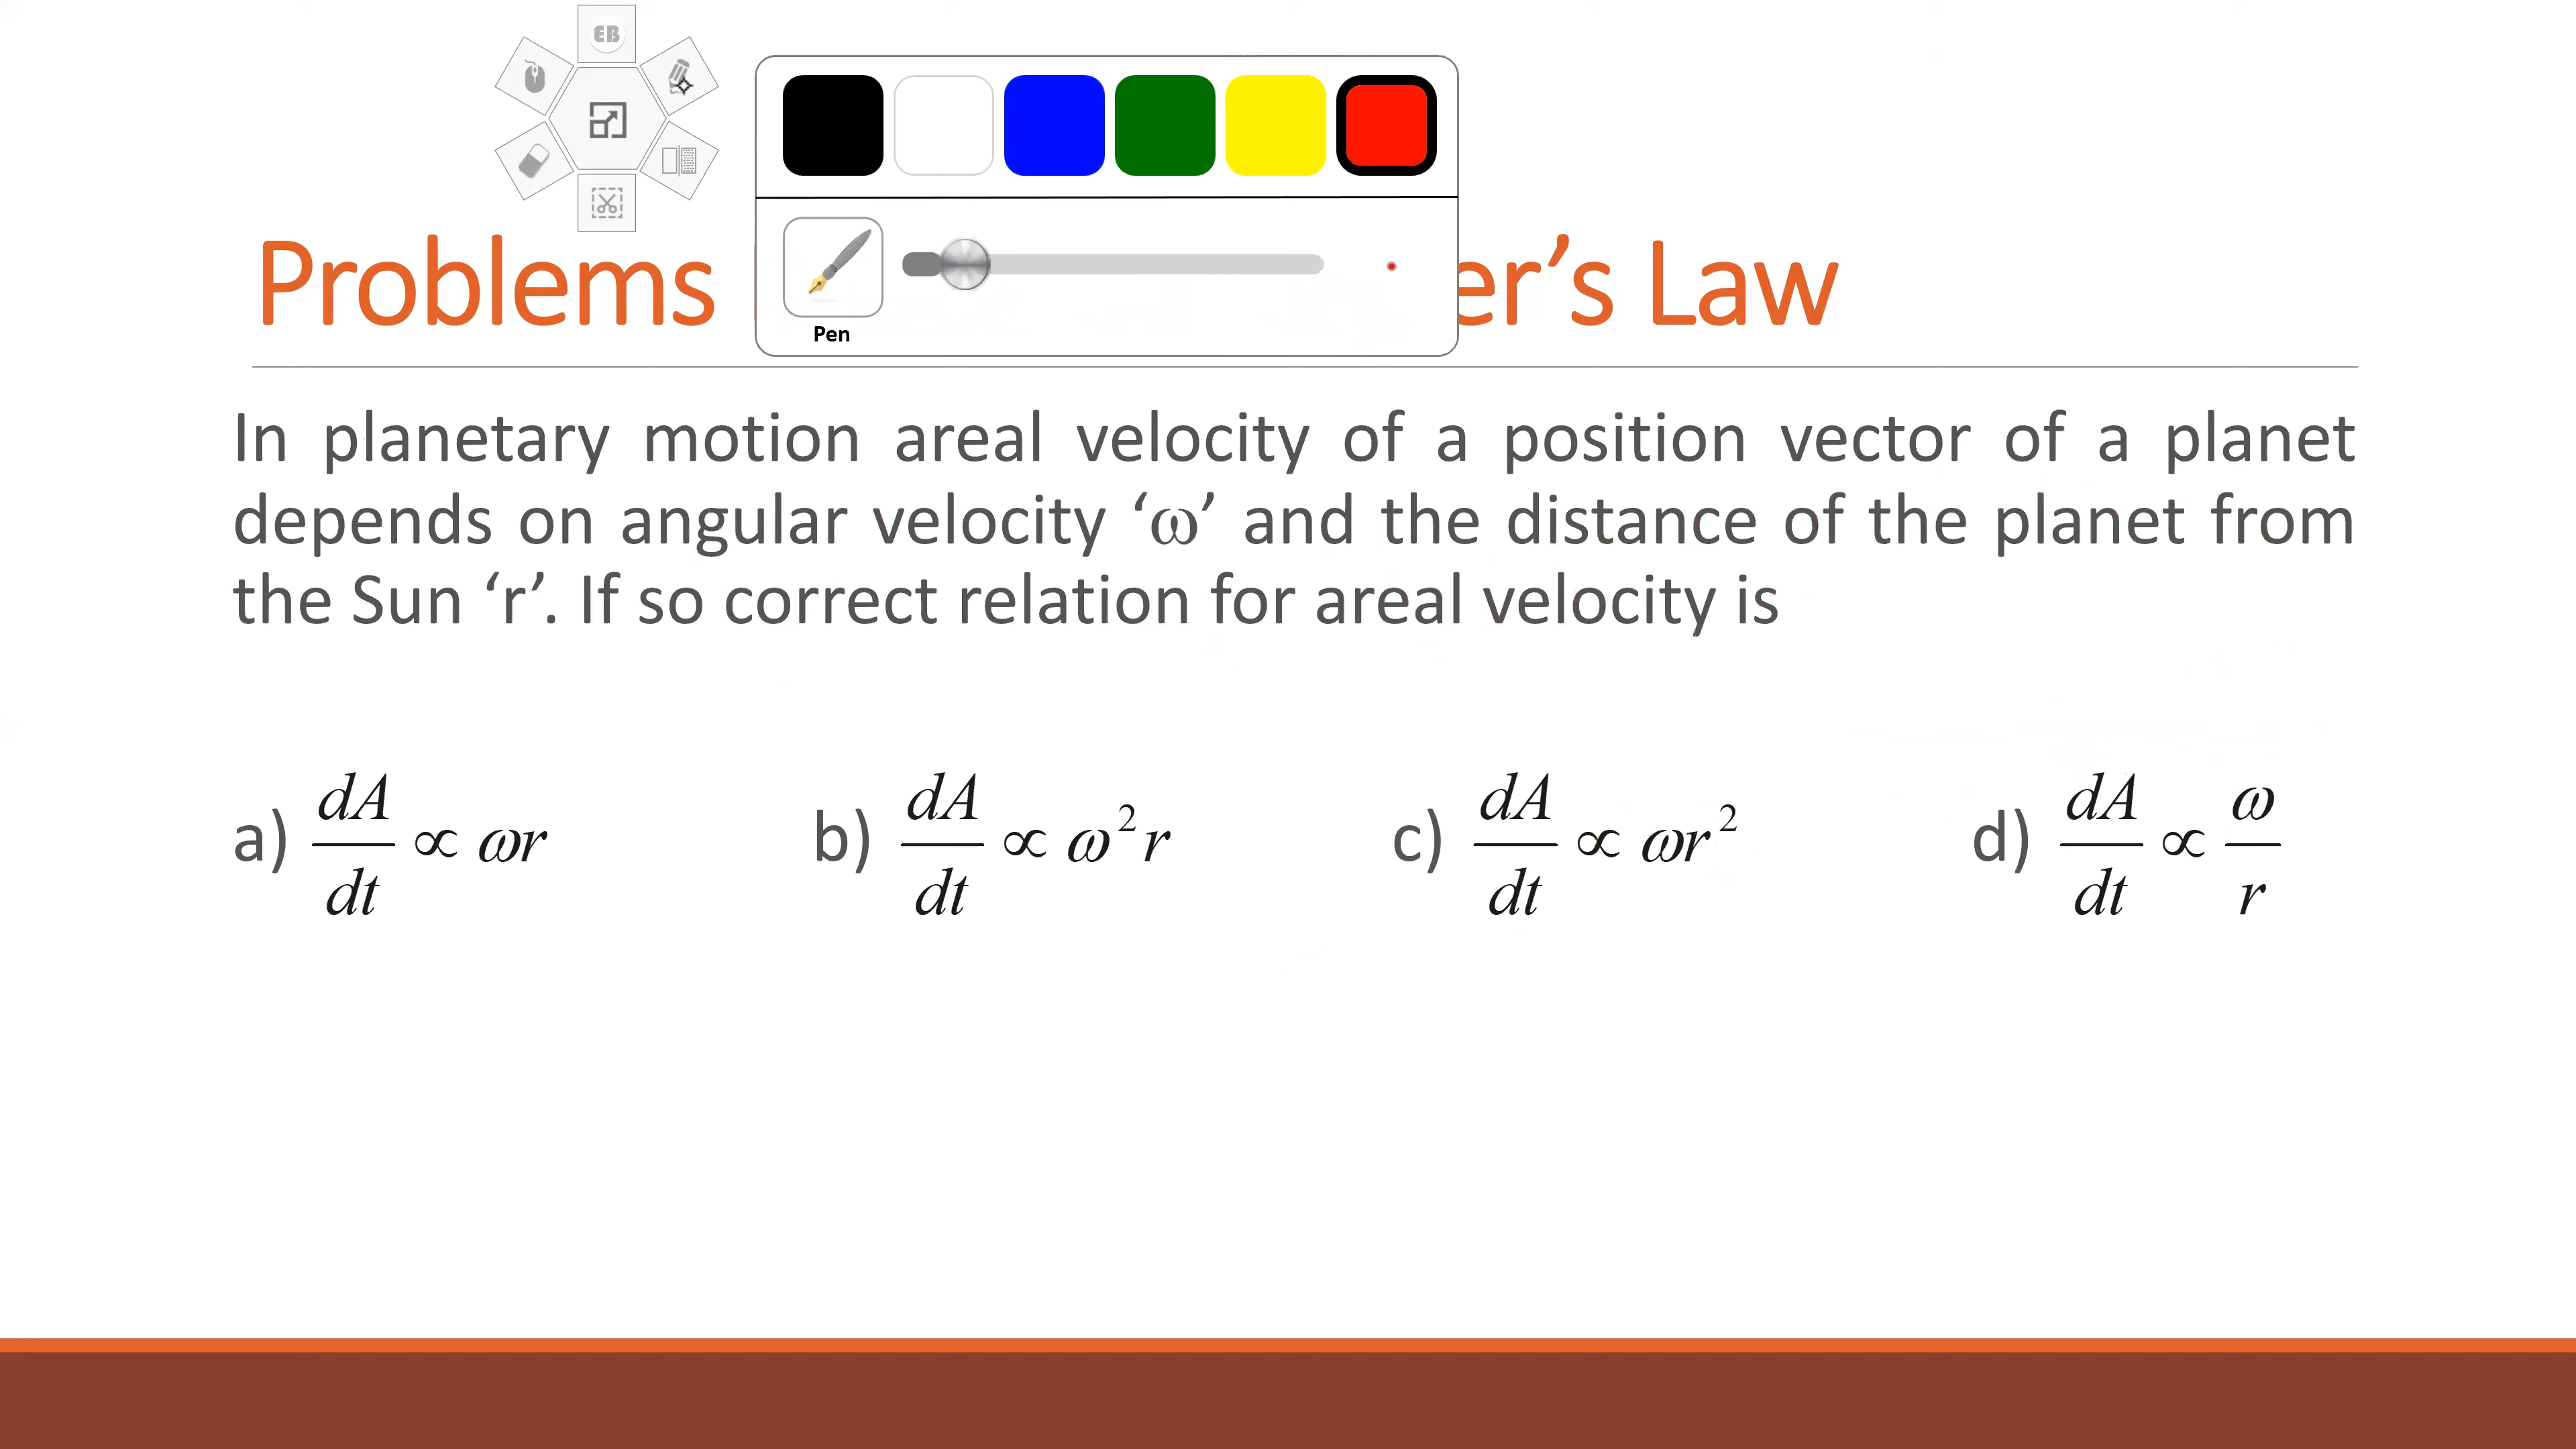 EB
Problems er’s Law
Pen
In planetary motion areal velocity of a position vector of a planet
depends on angular velocity ‘ω’ and the distance of the planet from
the Sun ‘r’. If so correct relation for areal velocity is
a) dA/dt ∝ ωr b) dA/dt ∝ ω²r c) dA/dt ∝ ωr² d) dA/dt ∝ ω/r